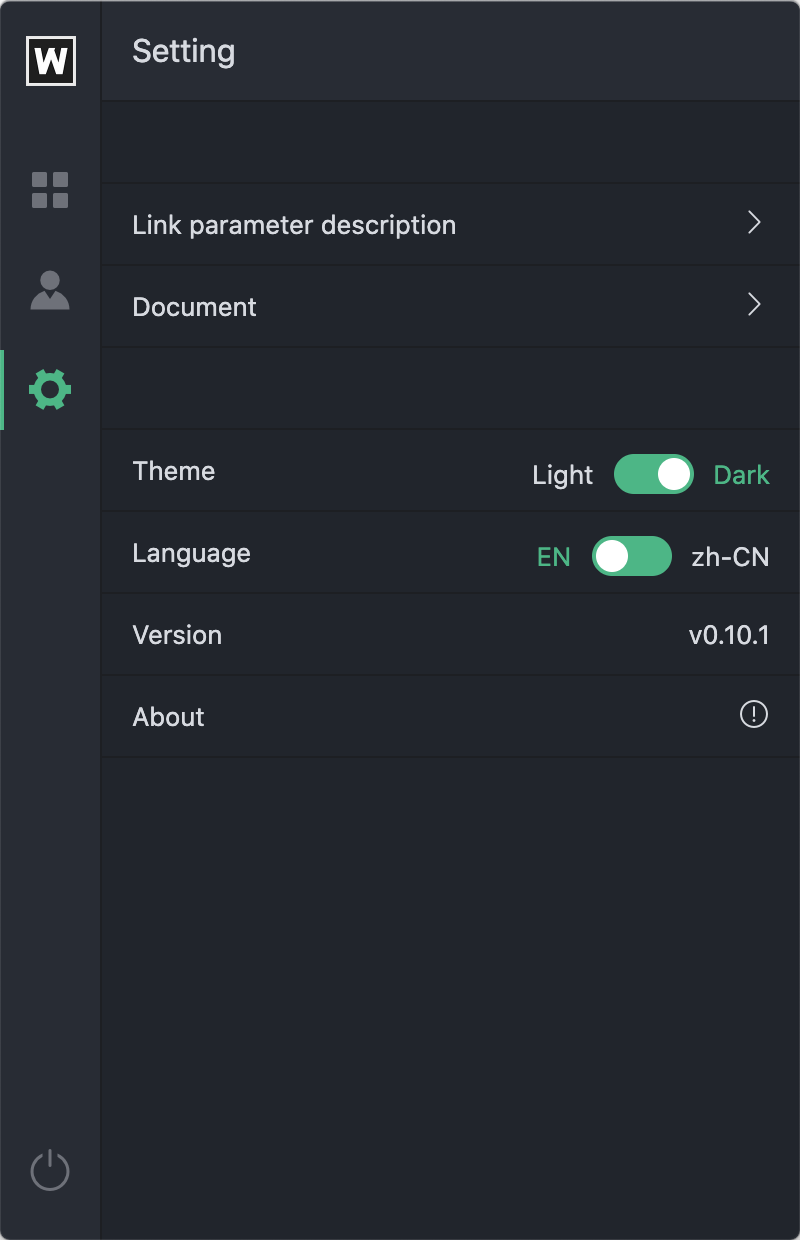 W
Setting
Link parameter description
Document
Theme Light Dark
Language EN zh-CN
Version v0.10.1
About